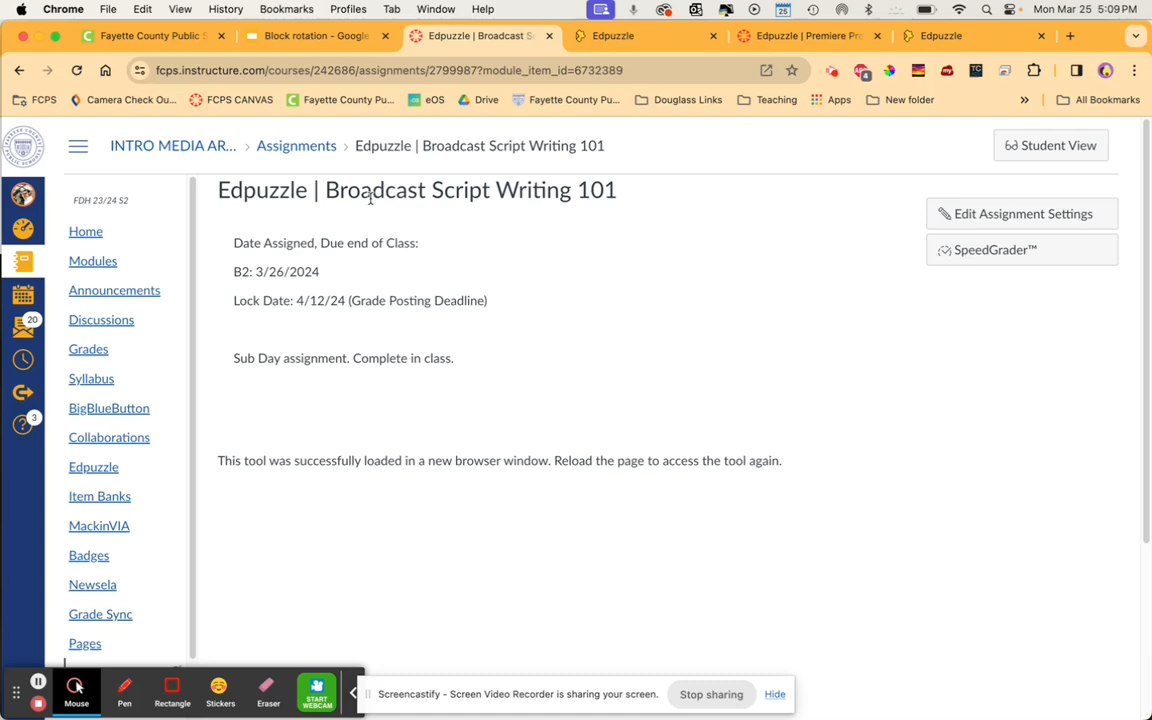 Chrome File Edit View History Bookmarks Profiles Tab Window Help 25 Mon Mar 25 5:09 PM
Fayette County Public S Block rotation - Google Edpuzzle | Broadcast Sc Edpuzzle Edpuzzle | Premiere Pro Edpuzzle
fcps.instructure.com/courses/242686/assignments/2799987?module_item_id=6732389 4 TC
FCPS Camera Check Ou... FCPS CANVAS Fayette County Pu... eOS Drive Fayette County Pu... Douglass Links Teaching Apps New folder » All Bookmarks
INTRO MEDIA AR... › Assignments › Edpuzzle | Broadcast Script Writing 101
Student View
FDH 23/24 S2
Home
Modules
Announcements
Discussions
Grades
Syllabus
BigBlueButton
Collaborations
Edpuzzle
Item Banks
MackinVIA
Badges
Newsela
Grade Sync
Pages
20
3
Edpuzzle | Broadcast Script Writing 101
Date Assigned, Due end of Class:
B2: 3/26/2024
Lock Date: 4/12/24 (Grade Posting Deadline)
Sub Day assignment. Complete in class.
This tool was successfully loaded in a new browser window. Reload the page to access the tool again.
Edit Assignment Settings
SpeedGrader™
Mouse Pen Rectangle Stickers Eraser START WEBCAM
Screencastify - Screen Video Recorder is sharing your screen. Stop sharing Hide